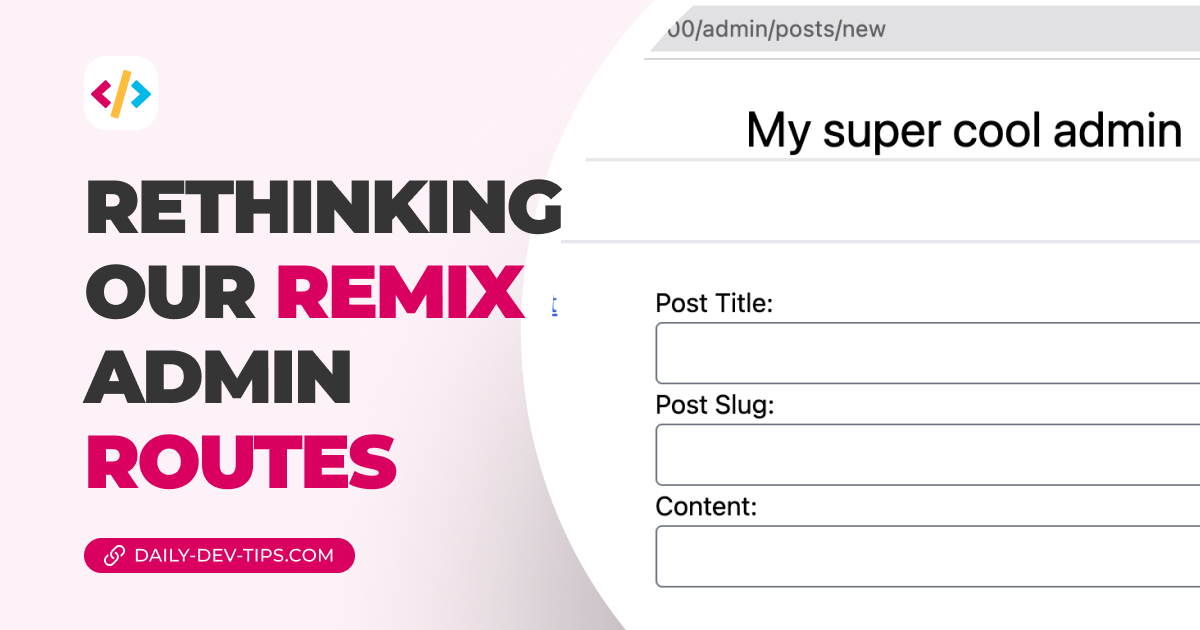 RETHINKING
OUR REMIX
ADMIN
ROUTES
DAILY-DEV-TIPS.COM
00/admin/posts/new
My super cool admin
Post Title:
Post Slug:
Content: